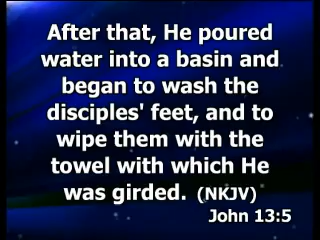 After that, He poured
water into a basin and
began to wash the
disciples' feet, and to
wipe them with the
towel with which He
was girded. (NKJV)
John 13:5